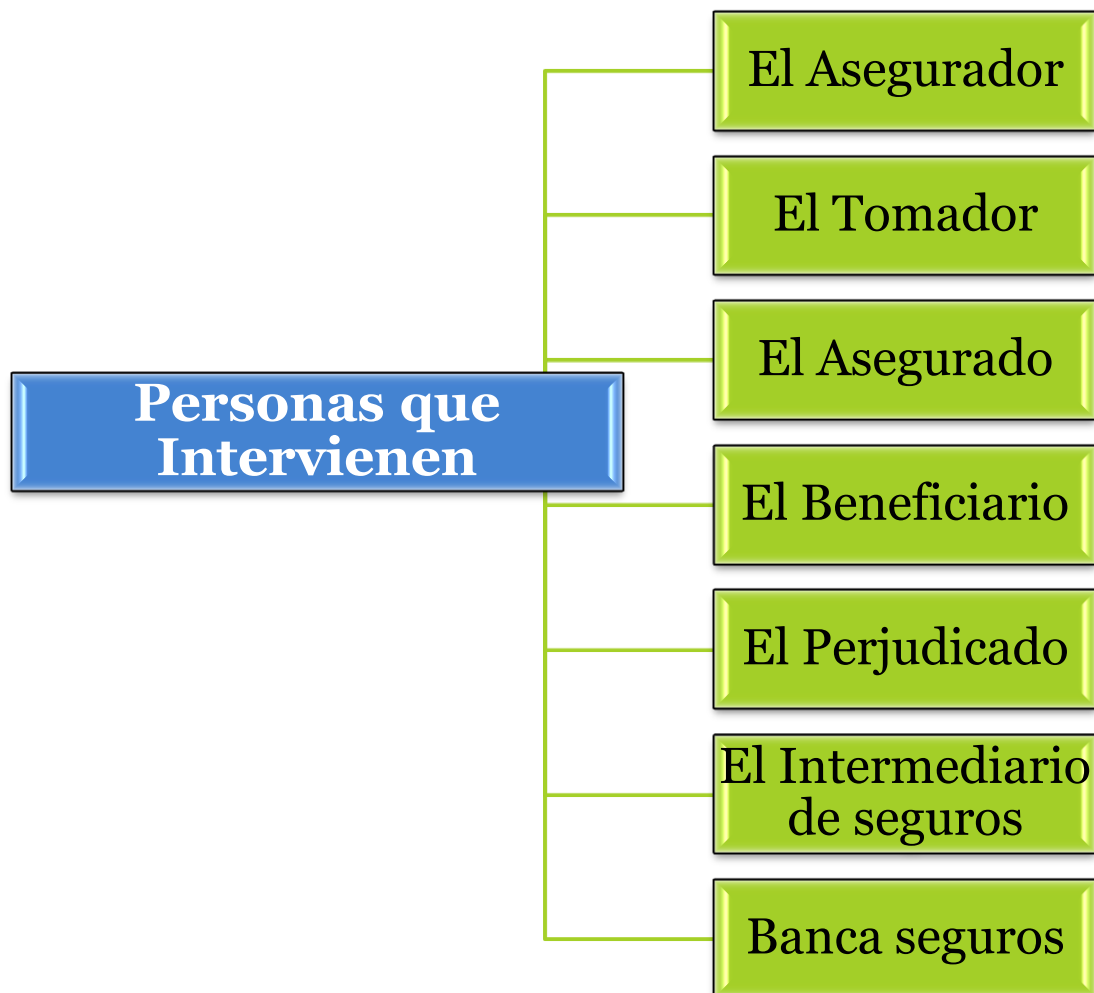 El Asegurador
El Tomador
El Asegurado
Personas que
Intervienen
El Beneficiario
El Perjudicado
El Intermediario
de seguros
Banca seguros